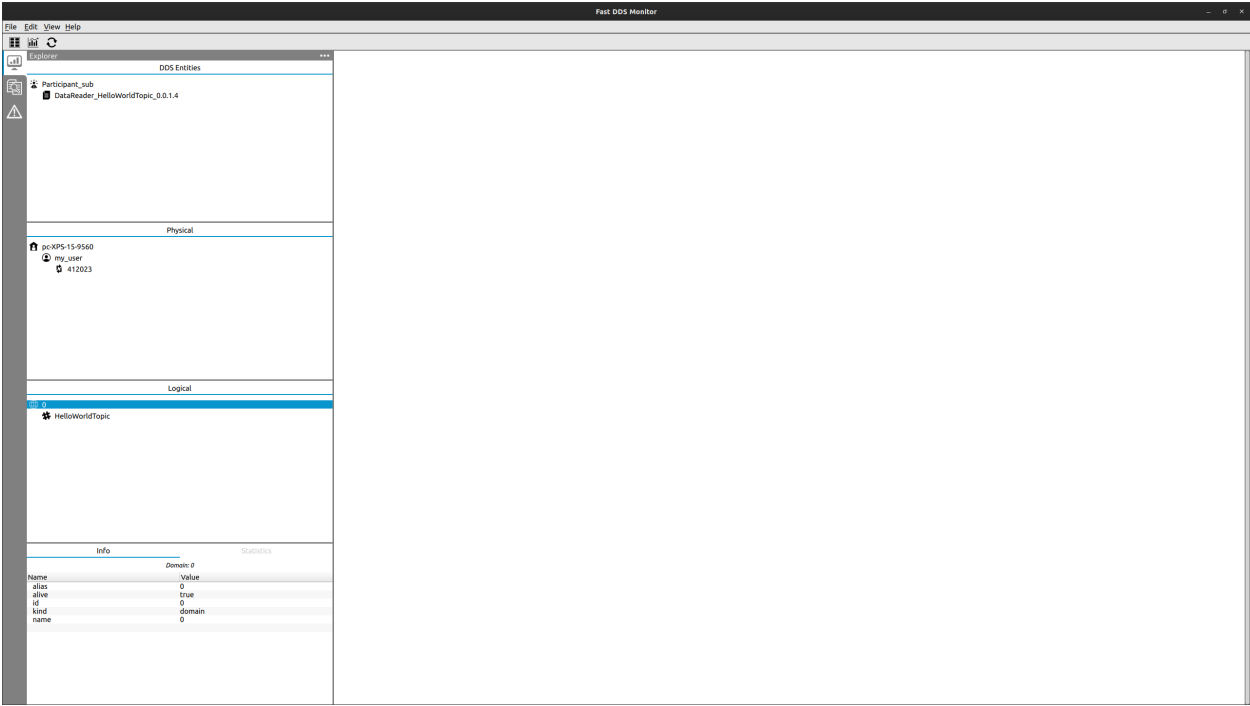 Fast DDS Monitor
File Edit View Help
Explorer
DDS Entities
Participant_sub
DataReader_HelloWorldTopic_0.0.1.4
Physical
pc-XPS-15-9560
my_user
412023
Logical
0
HelloWorldTopic
Info Statistics
Domain: 0
Name Value
alias 0
alive true
id 0
kind domain
name 0